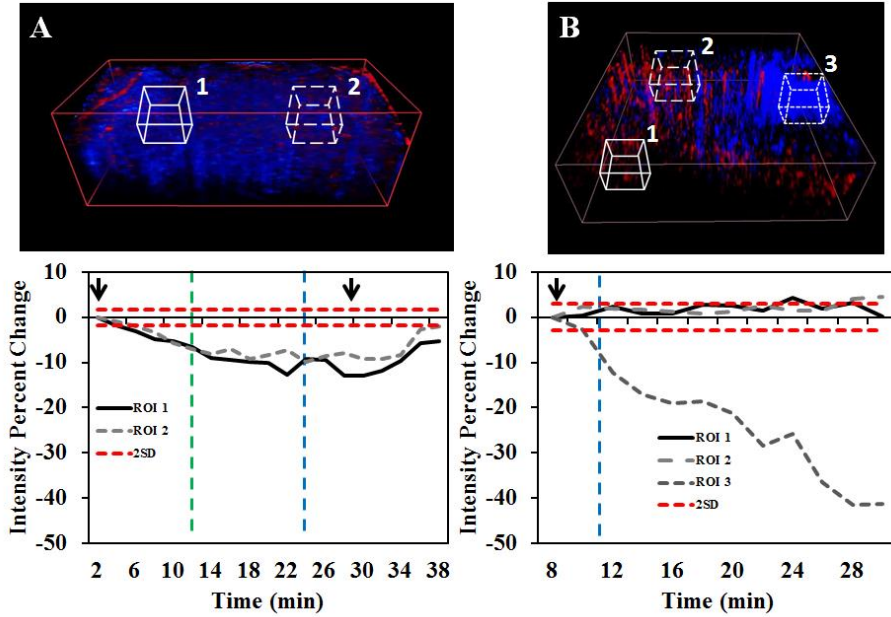 A
1
2
B
2
3
1
10
0
-10
-20
-30
-40
-50
Intensity Percent Change
ROI 1
ROI 2
2SD
2 6 10 14 18 22 26 30 34 38
Time (min)
10
0
-10
-20
-30
-40
-50
Intensity Percent Change
ROI 1
ROI 2
ROI 3
2SD
8 12 16 20 24 28
Time (min)